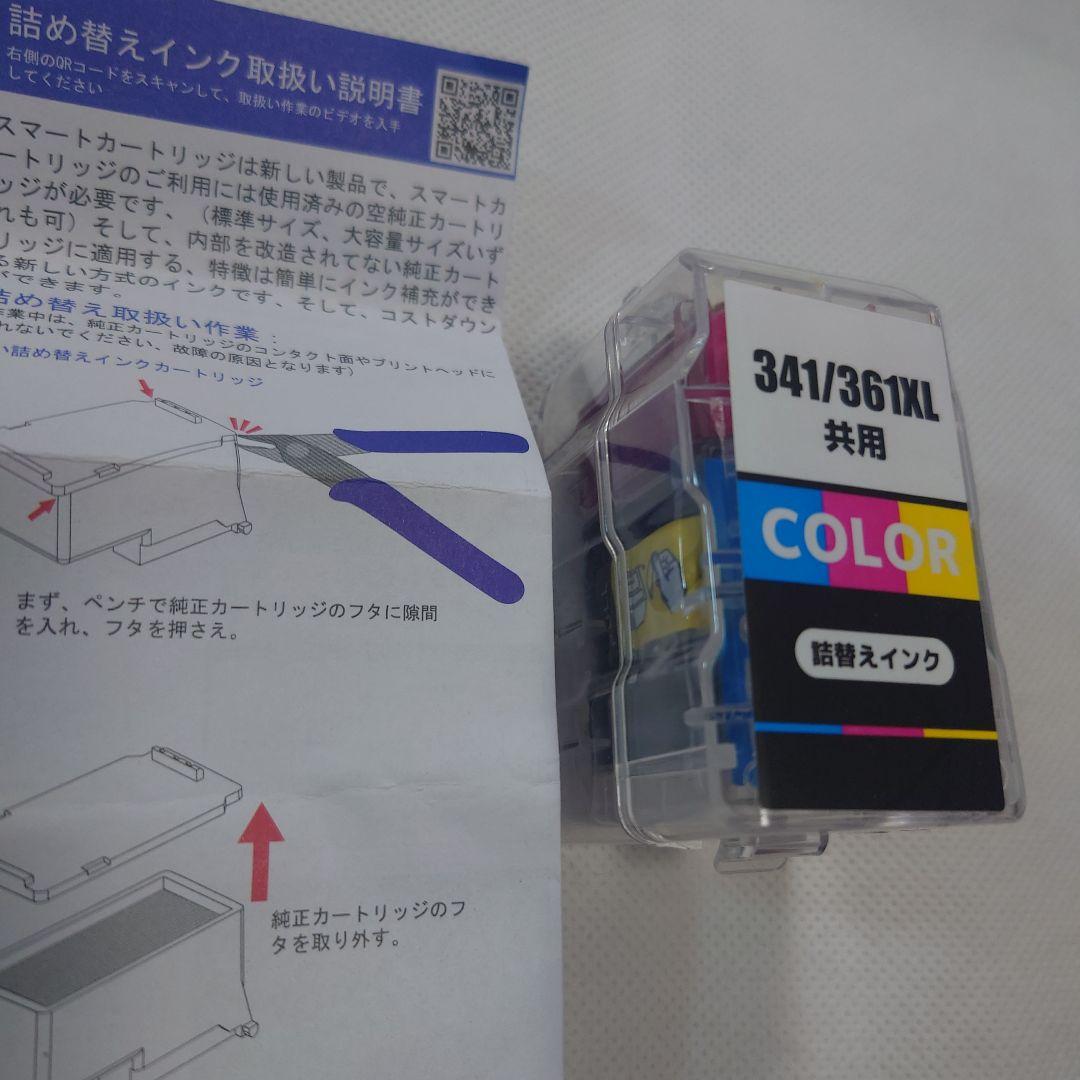 詰め替えインク取扱い説明書
右側のQRコードをスキャンして、取扱い作業のビデオを入手
してください
スマートカートリッジは新しい製品で、スマートカ
ートリッジのご利用には使用済みの空純正カートリ
ッジが必要です、（標準サイズ、大容量サイズいず
れも可）そして、内部を改造されてない純正カート
リッジに適用する、特徴は簡単にインク補充ができ
る新しい方式のインクです、そして、コストダウン
ができます。
詰め替え取扱い作業：
作業中は、純正カートリッジのコンタクト面やプリントヘッドに
れないでください、故障の原因となります）
い詰め替えインクカートリッジ
まず、ペンチで純正カートリッジのフタに隙間
を入れ、フタを押さえ。
純正カートリッジのフ
タを取り外す。
341/361XL
共用
COLOR
詰替えインク